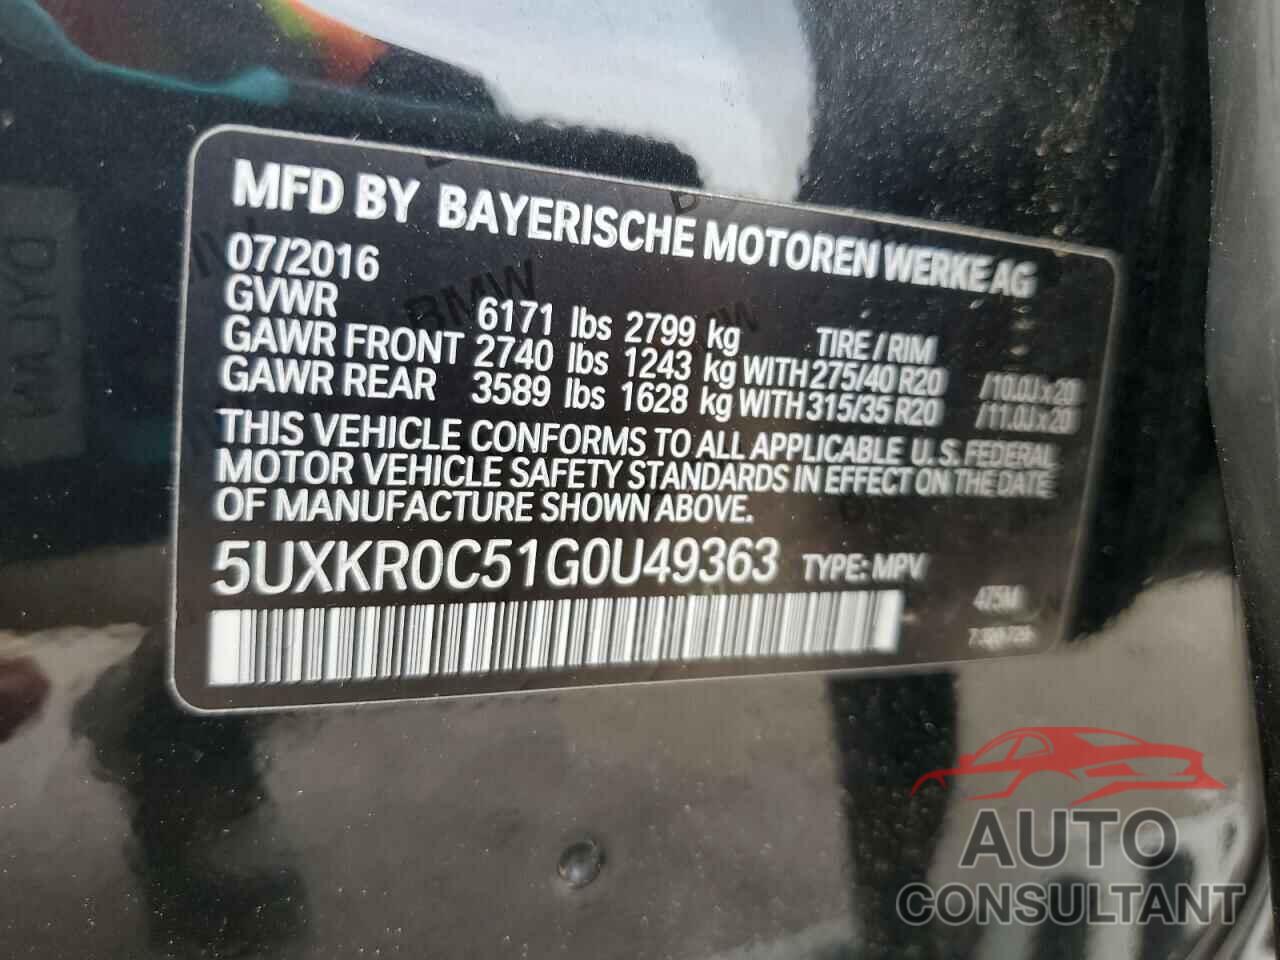 MFD BY BAYERISCHE MOTOREN WERKE AG
07/2016
GVWR 6171 lbs 2799 kg TIRE / RIM
GAWR FRONT 2740 lbs 1243 kg WITH 275/40 R20 /10.0J x 20
GAWR REAR 3589 lbs 1628 kg WITH 315/35 R20 /11.0J x 20
THIS VEHICLE CONFORMS TO ALL APPLICABLE U.S. FEDERAL
MOTOR VEHICLE SAFETY STANDARDS IN EFFECT ON THE DATE
OF MANUFACTURE SHOWN ABOVE.
5UXKR0C51G0U49363 TYPE: MPV
475M
BMW
AUTO
CONSULTANT